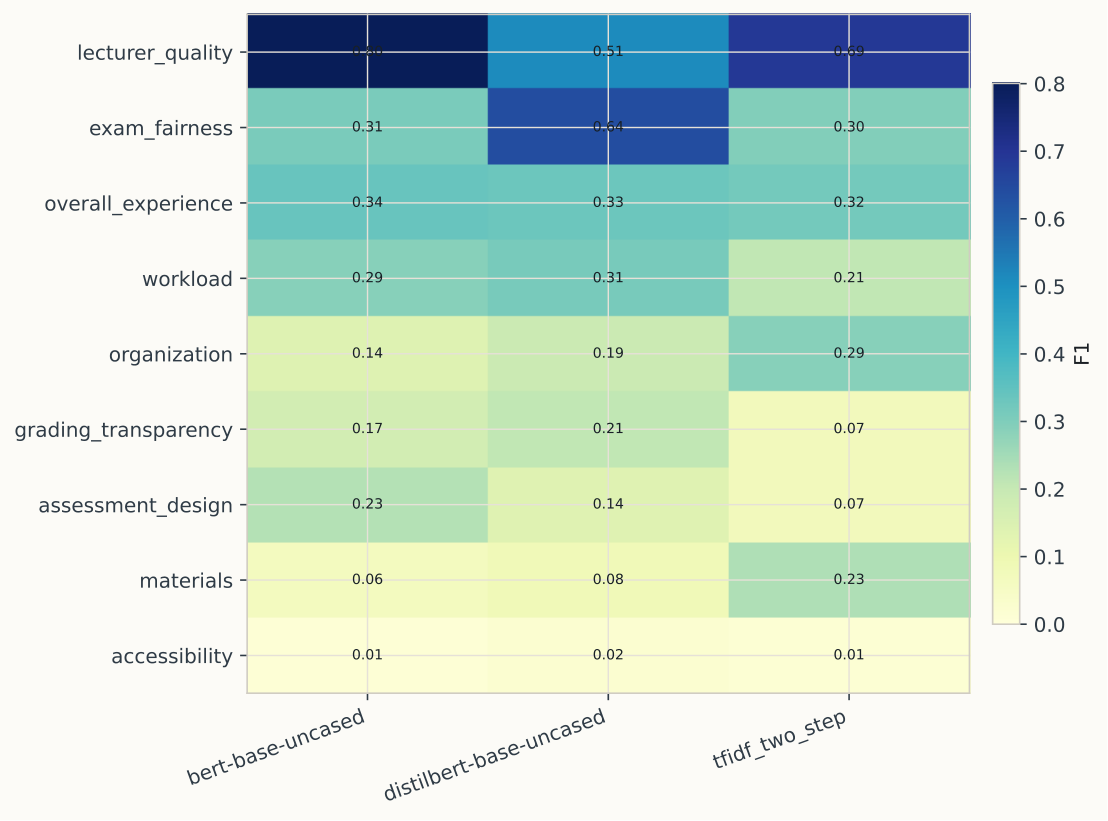 lecturer_quality 0.80 0.51 0.69
exam_fairness 0.31 0.64 0.30
overall_experience 0.34 0.33 0.32
workload 0.29 0.31 0.21
organization 0.14 0.19 0.29
grading_transparency 0.17 0.21 0.07
assessment_design 0.23 0.14 0.07
materials 0.06 0.08 0.23
accessibility 0.01 0.02 0.01
bert-base-uncased
distilbert-base-uncased
tfidf_two_step
0.8
0.7
0.6
0.5
0.4
0.3
0.2
0.1
0.0
F1